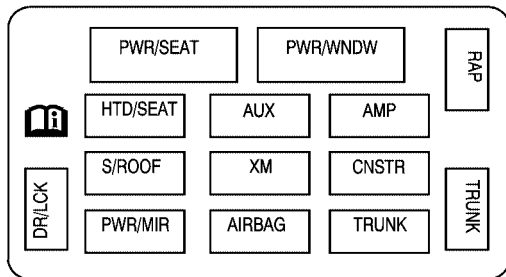 PWR/SEAT PWR/WNDW RAP
HTD/SEAT AUX AMP
S/ROOF XM CNSTR
DR/LCK PWR/MIR AIRBAG TRUNK TRUNK